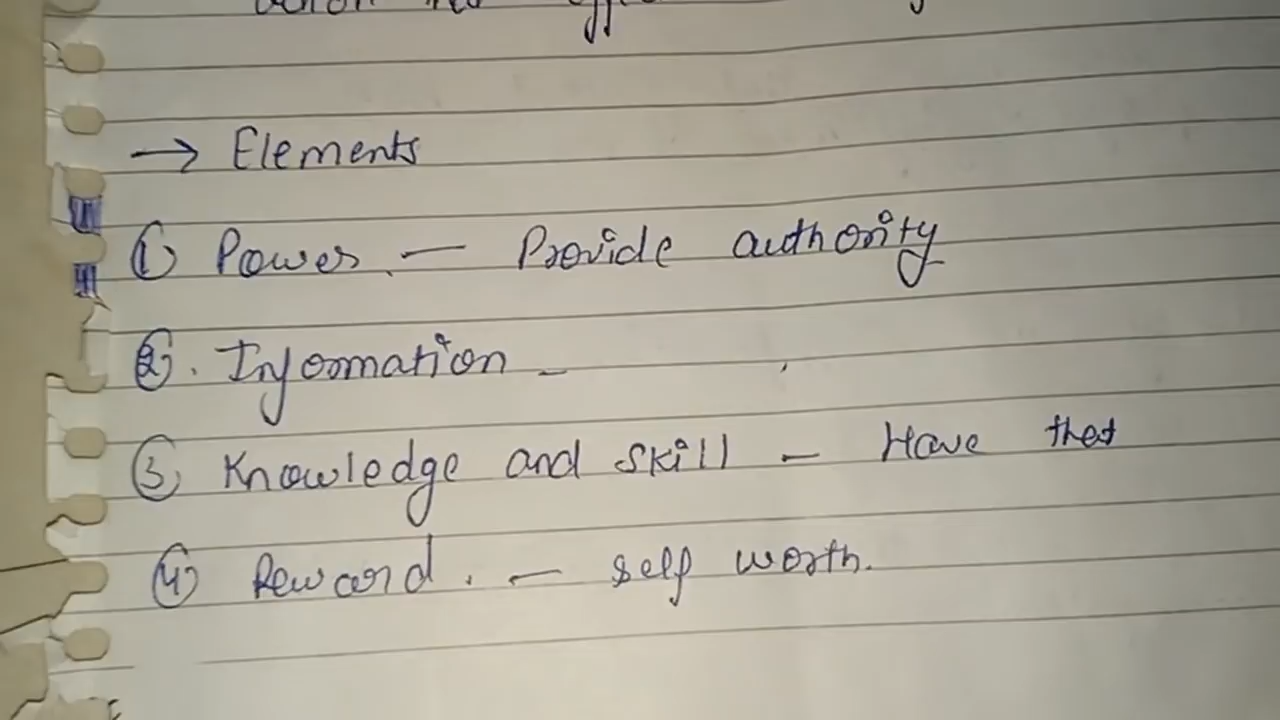 → Elements
① Power. — Provide authority
②. Information –
③ Knowledge and skill – Have that
④ Reward. — self worth.